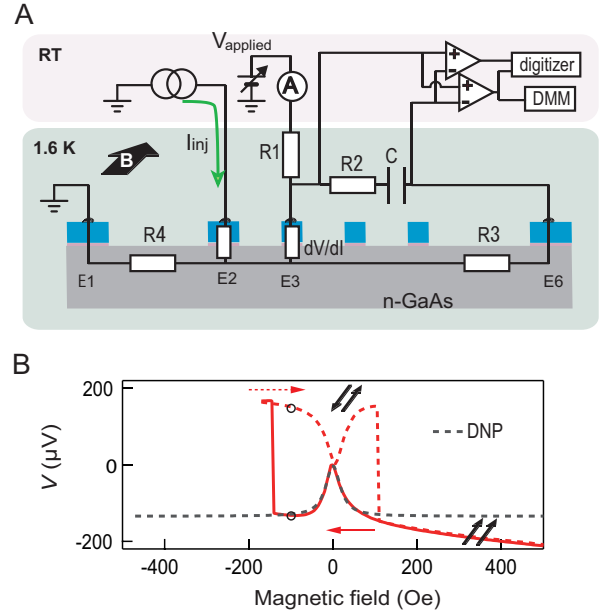 A
RT
Vapplied
A
digitizer
DMM
1.6 K
B
Iinj
R1
R2
C
R4
dV/dI
R3
E1
E2
E3
E6
n-GaAs
B
200
0
-200
V (µV)
DNP
-400
-200
0
200
400
Magnetic field (Oe)